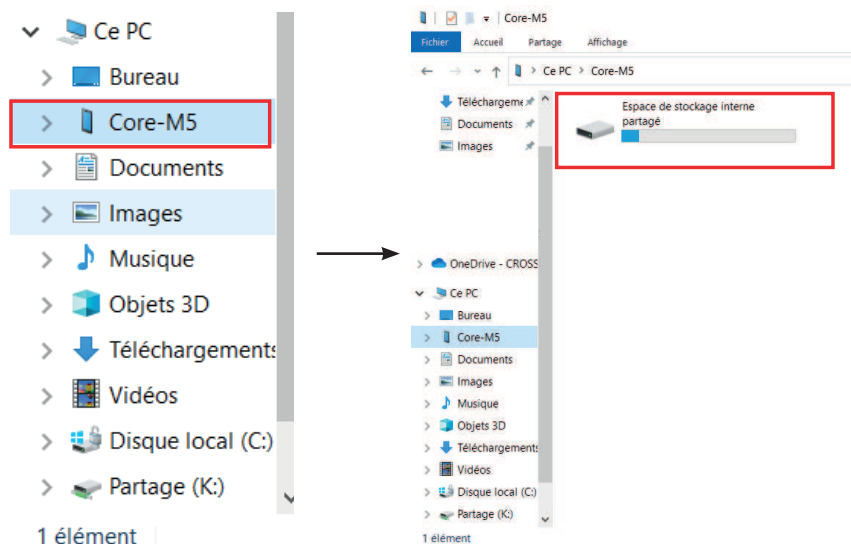 Ce PC
Bureau
Core-M5
Documents
Images
Musique
Objets 3D
Téléchargements
Vidéos
Disque local (C:)
Partage (K:)
1 élément
Core-M5
Fichier Accueil Partage Affichage
Ce PC > Core-M5
Téléchargeme
Documents
Images
OneDrive - CROSS
Ce PC
Bureau
Core-M5
Documents
Images
Musique
Objets 3D
Téléchargements
Vidéos
Disque local (C:)
Partage (K:)
1 élément
Espace de stockage interne
partagé